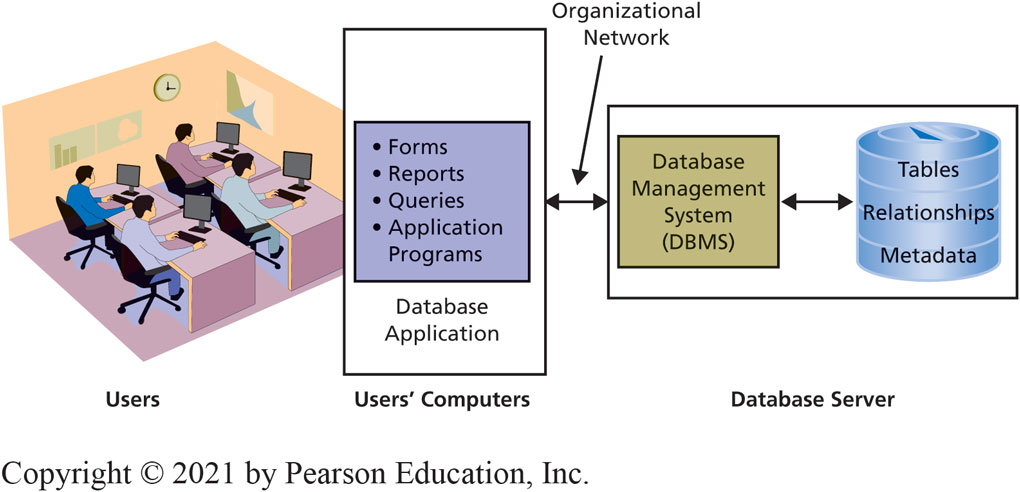 Organizational
Network
• Forms
• Reports
• Queries
• Application
Programs
Database
Application
Database
Management
System
(DBMS)
Tables
Relationships
Metadata
Users
Users’ Computers
Database Server
Copyright © 2021 by Pearson Education, Inc.